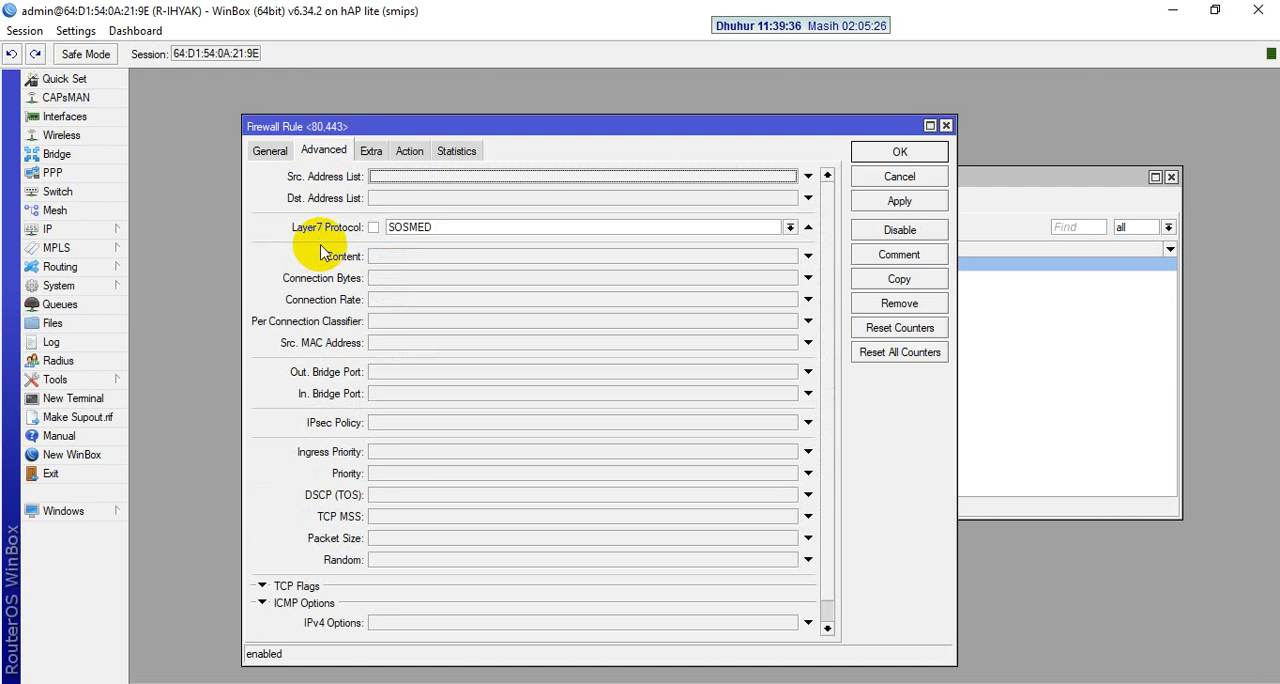 admin@64:D1:54:0A:21:9E (R-IHYAK) - WinBox (64bit) v6.34.2 on hAP lite (smips)
Dhuhur 11:39:36 Masih 02:05:26
Session Settings Dashboard
Safe Mode Session: 64:D1:54:0A:21:9E
Quick Set
CAPsMAN
Interfaces
Wireless
Bridge
PPP
Switch
Mesh
IP
MPLS
Routing
System
Queues
Files
Log
Radius
Tools
New Terminal
Make Supout.rif
Manual
New WinBox
Exit
Windows
RouterOS WinBox
Firewall Rule <80,443>
General Advanced Extra Action Statistics
Src. Address List:
Dst. Address List:
Layer7 Protocol: SOSMED
Content:
Connection Bytes:
Connection Rate:
Per Connection Classifier:
Src. MAC Address:
Out. Bridge Port:
In. Bridge Port:
IPsec Policy:
Ingress Priority:
Priority:
DSCP (TOS):
TCP MSS:
Packet Size:
Random:
TCP Flags
ICMP Options
IPv4 Options:
enabled
OK
Cancel
Apply
Disable
Comment
Copy
Remove
Reset Counters
Reset All Counters
Find all